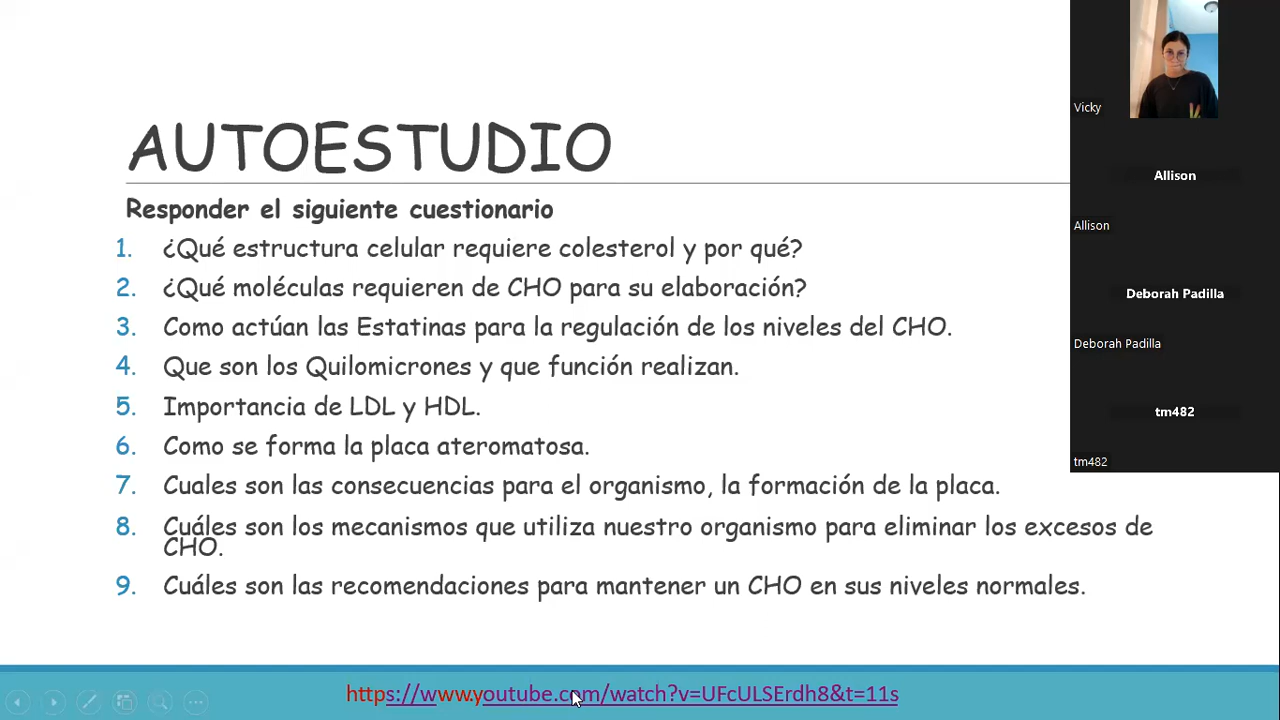 AUTOESTUDIO
Responder el siguiente cuestionario
1. ¿Qué estructura celular requiere colesterol y por qué?
2. ¿Qué moléculas requieren de CHO para su elaboración?
3. Como actúan las Estatinas para la regulación de los niveles del CHO.
4. Que son los Quilomicrones y que función realizan.
5. Importancia de LDL y HDL.
6. Como se forma la placa ateromatosa.
7. Cuales son las consecuencias para el organismo, la formación de la placa.
8. Cuáles son los mecanismos que utiliza nuestro organismo para eliminar los excesos de
CHO.
9. Cuáles son las recomendaciones para mantener un CHO en sus niveles normales.
https://www.youtube.com/watch?v=UFcULSErdh8&t=11s
Vicky
Allison
Allison
Deborah Padilla
Deborah Padilla
tm482
tm482